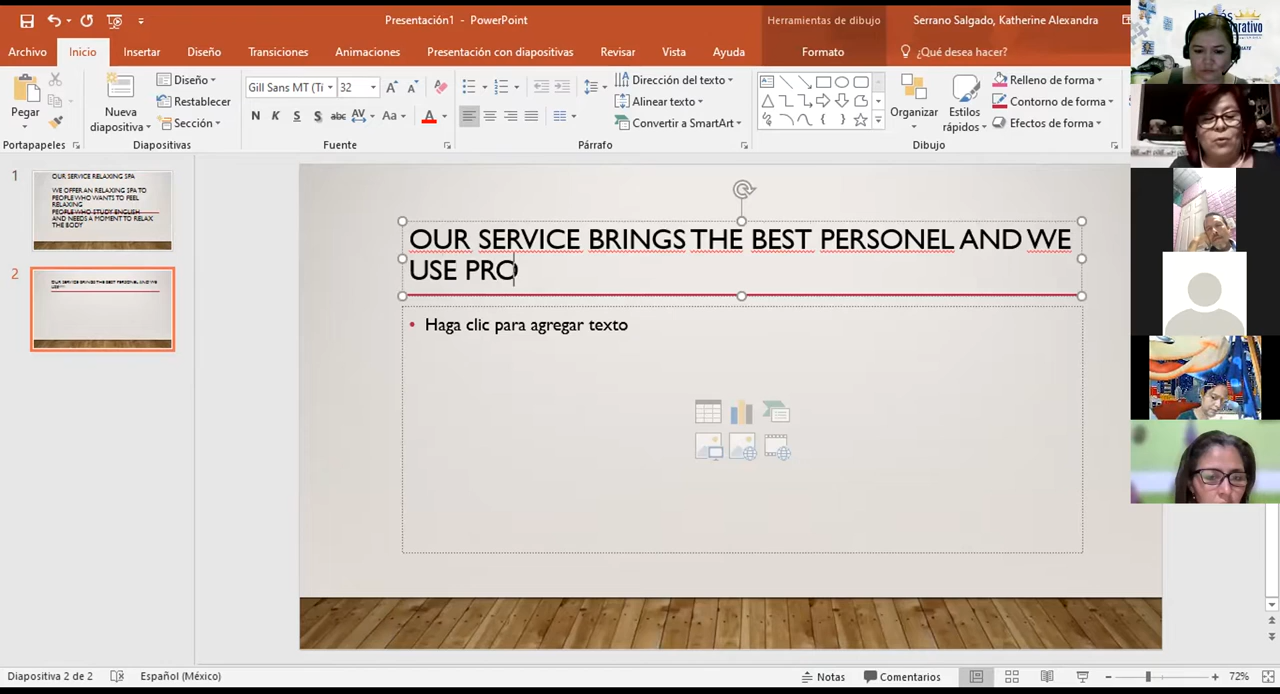 Presentación1 - PowerPoint
Herramientas de dibujo
Serrano Salgado, Katherine Alexandra
Archivo
Inicio
Insertar
Diseño
Transiciones
Animaciones
Presentación con diapositivas
Revisar
Vista
Ayuda
Formato
¿Qué desea hacer?
Pegar
Nueva
diapositiva
Diseño
Restablecer
Sección
Gill Sans MT (Ti
32
N K S S abc AV Aa A
Dirección del texto
Alinear texto
Convertir a SmartArt
Organizar
Estilos
rápidos
Relleno de forma
Contorno de forma
Efectos de forma
Portapapeles
Diapositivas
Fuente
Párrafo
Dibujo
1
OUR SERVICE RELAXING SPA
WE OFFER AN RELAXING SPA TO
PEOPLE WHO WANTS TO FEEL
RELAXING
PEOPLE WHO STUDY ENGLISH
AND NEEDS A MOMENT TO RELAX
THE BODY
2
OUR SERVICE BRINGS THE BEST PERSONEL AND WE
OUR SERVICE BRINGS THE BEST PERSONEL AND WE
USE PRO
• Haga clic para agregar texto
Diapositiva 2 de 2
Español (México)
Notas
Comentarios
72%